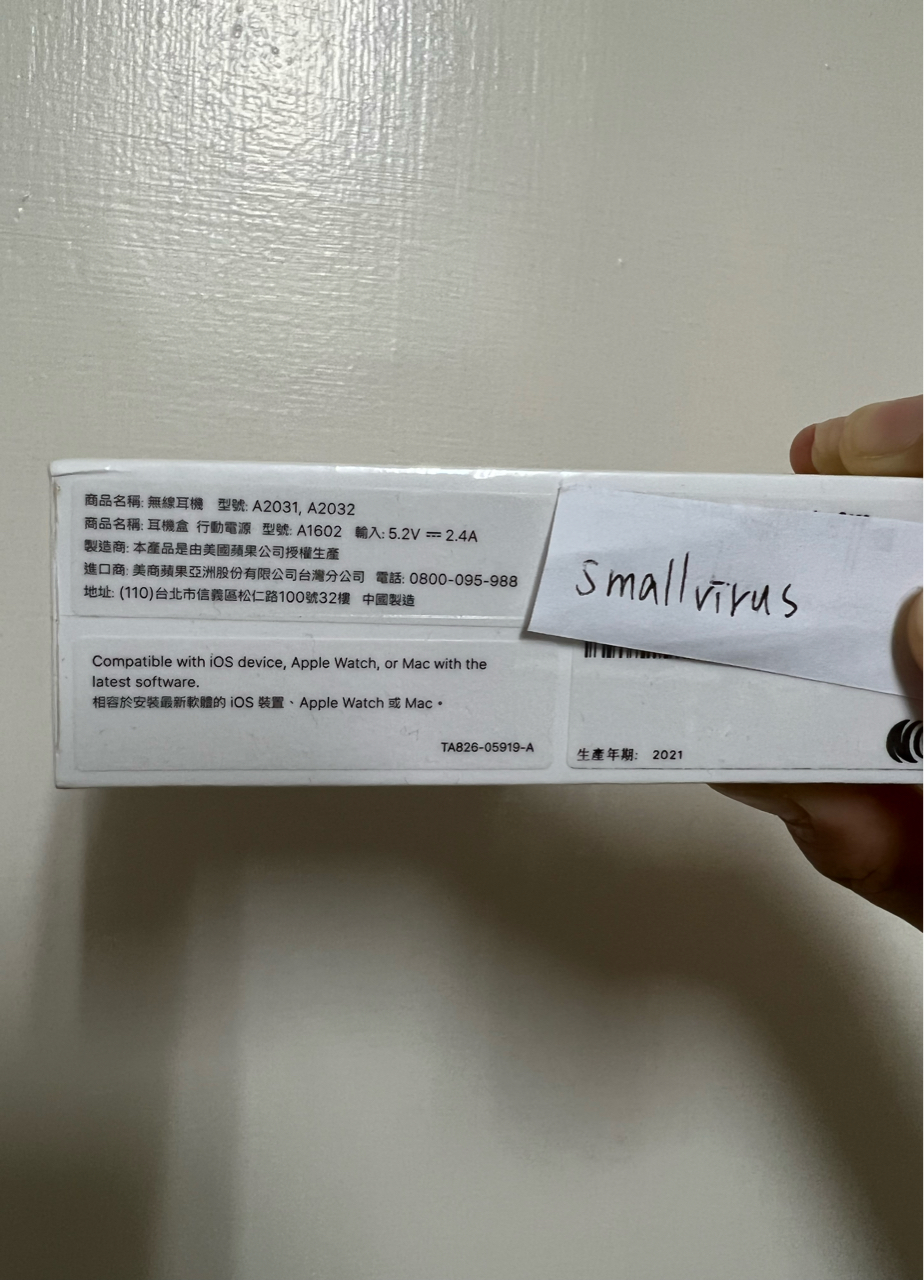 商品名稱: 無線耳機 型號: A2031, A2032
商品名稱: 耳機盒 行動電源 型號: A1602 輸入: 5.2V ⎓ 2.4A
製造商: 本產品是由美國蘋果公司授權生產
進口商: 美商蘋果亞洲股份有限公司台灣分公司 電話: 0800-095-988
地址: (110)台北市信義區松仁路100號32樓 中國製造
smallvirus
Compatible with iOS device, Apple Watch, or Mac with the
latest software.
相容於安裝最新軟體的 iOS 裝置、Apple Watch 或 Mac。
TA826-05919-A
生產年期: 2021